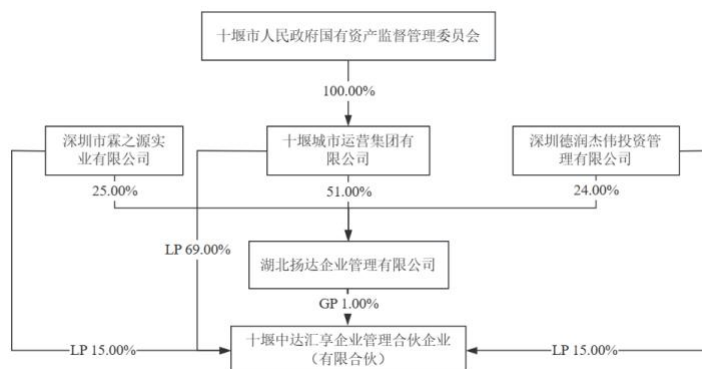 十堰市人民政府国有资产监督管理委员会
100.00%
深圳市霖之源实
业有限公司
十堰城市运营集团有
限公司
深圳德润杰伟投资管
理有限公司
25.00%
51.00%
24.00%
LP 69.00%
湖北扬达企业管理有限公司
GP 1.00%
十堰中达汇享企业管理合伙企业
（有限合伙）
LP 15.00%
LP 15.00%